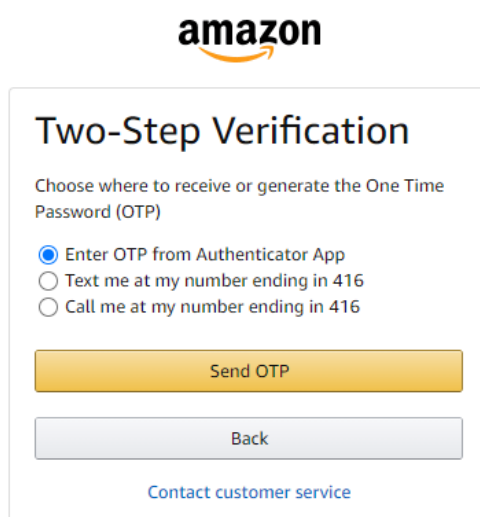 amazon
Two-Step Verification
Choose where to receive or generate the One Time
Password (OTP)
Enter OTP from Authenticator App
Text me at my number ending in 416
Call me at my number ending in 416
Send OTP
Back
Contact customer service